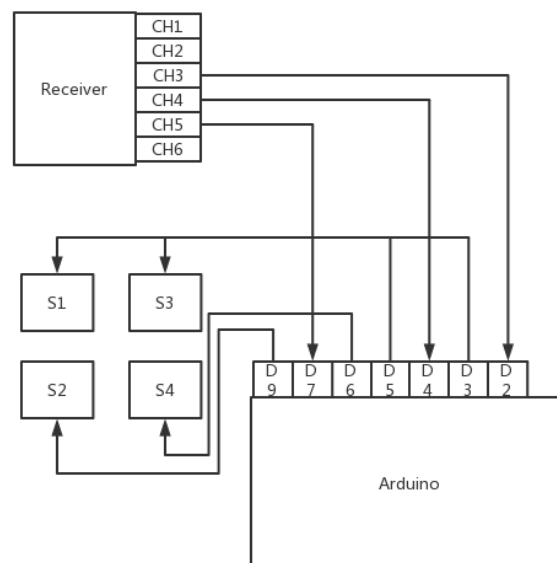 CH1
CH2
Receiver
CH3
CH4
CH5
CH6
S1
S3
S2
S4
D D D D D D D
9 7 6 5 4 3 2
Arduino